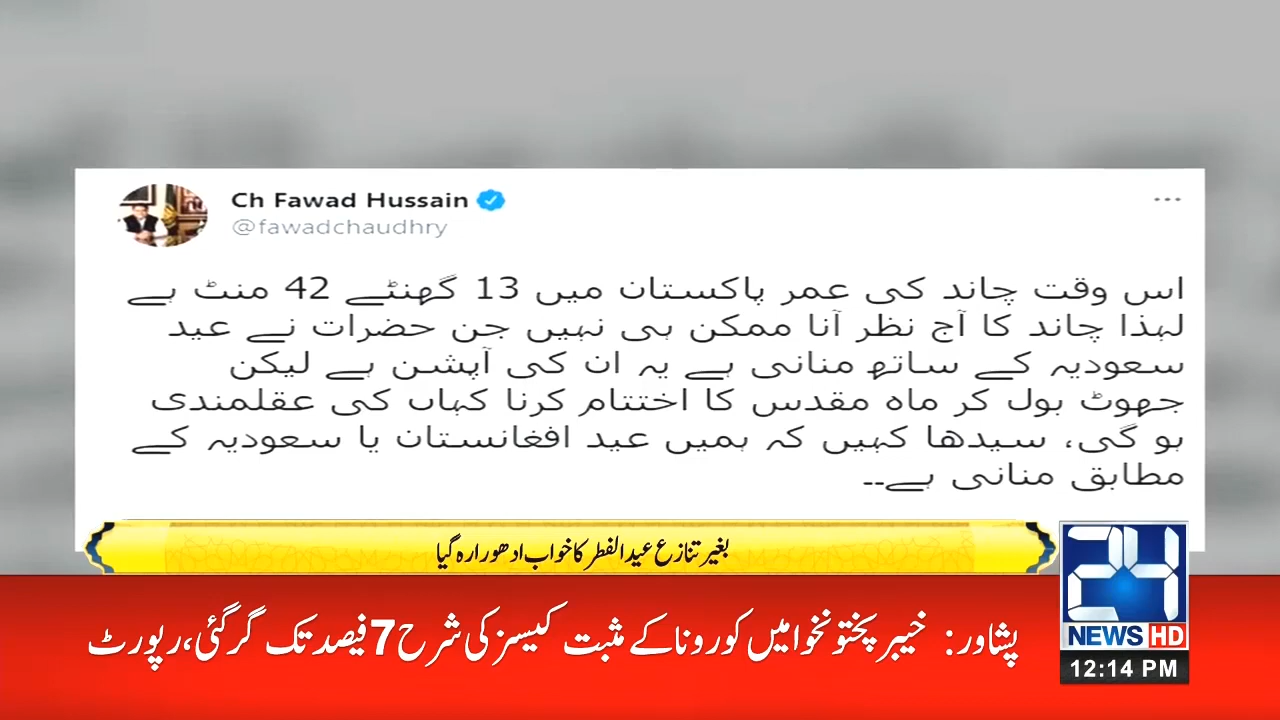 Ch Fawad Hussain
@fawadchaudhry
اس وقت چاند کی عمر پاکستان میں 13 گھنٹے 42 منٹ ہے
لہذا چاند کا آج نظر آنا ممکن ہی نہیں جن حضرات نے عید
سعودیہ کے ساتھ منانی ہے یہ ان کی آپشن ہے لیکن
جھوٹ بول کر ماہ مقدس کا اختتام کرنا کہاں کی عقلمندی
ہو گی، سیدھا کہیں کہ ہمیں عید افغانستان یا سعودیہ کے
مطابق منانی ہے۔۔
بغیر تنازع عید الفطر کا خواب ادھورا رہ گیا
پشاور: خیبر پختونخوا میں کورونا کے مثبت کیسز کی شرح 7 فیصد تک گر گئی، رپورٹ
24
NEWS HD
12:14 PM